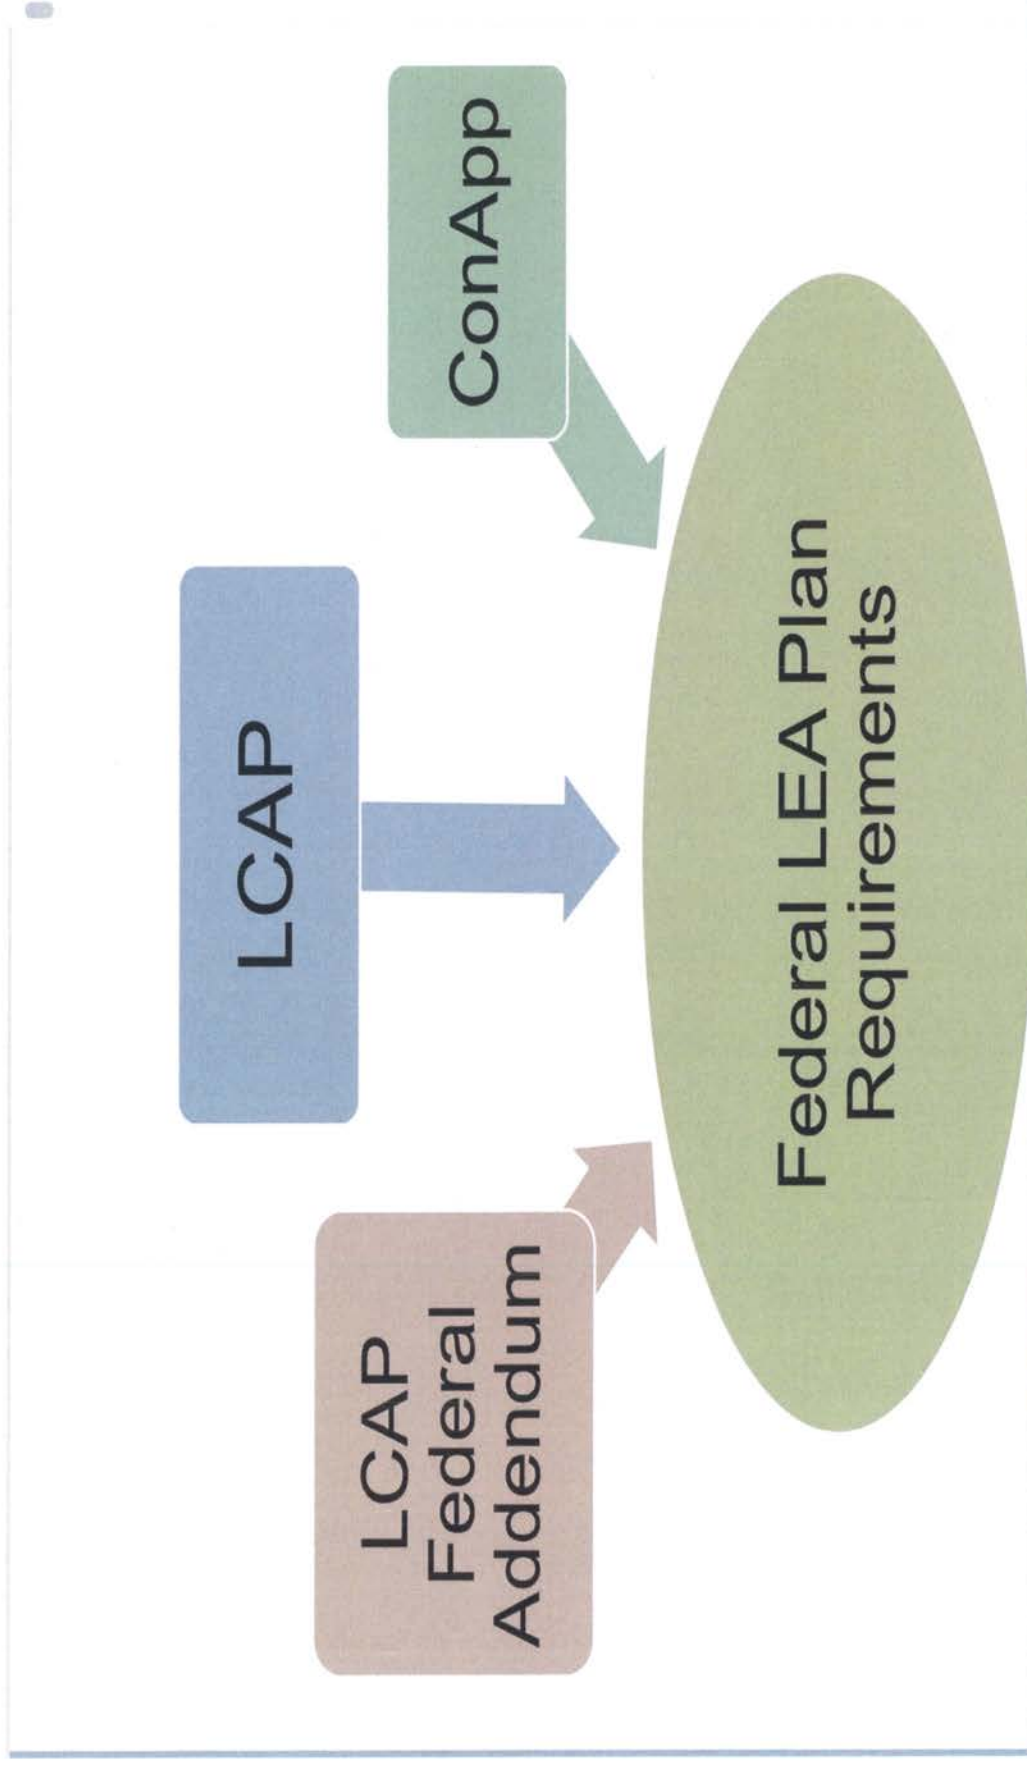 LCAP
Federal
Addendum
LCAP
ConApp
Federal LEA Plan
Requirements